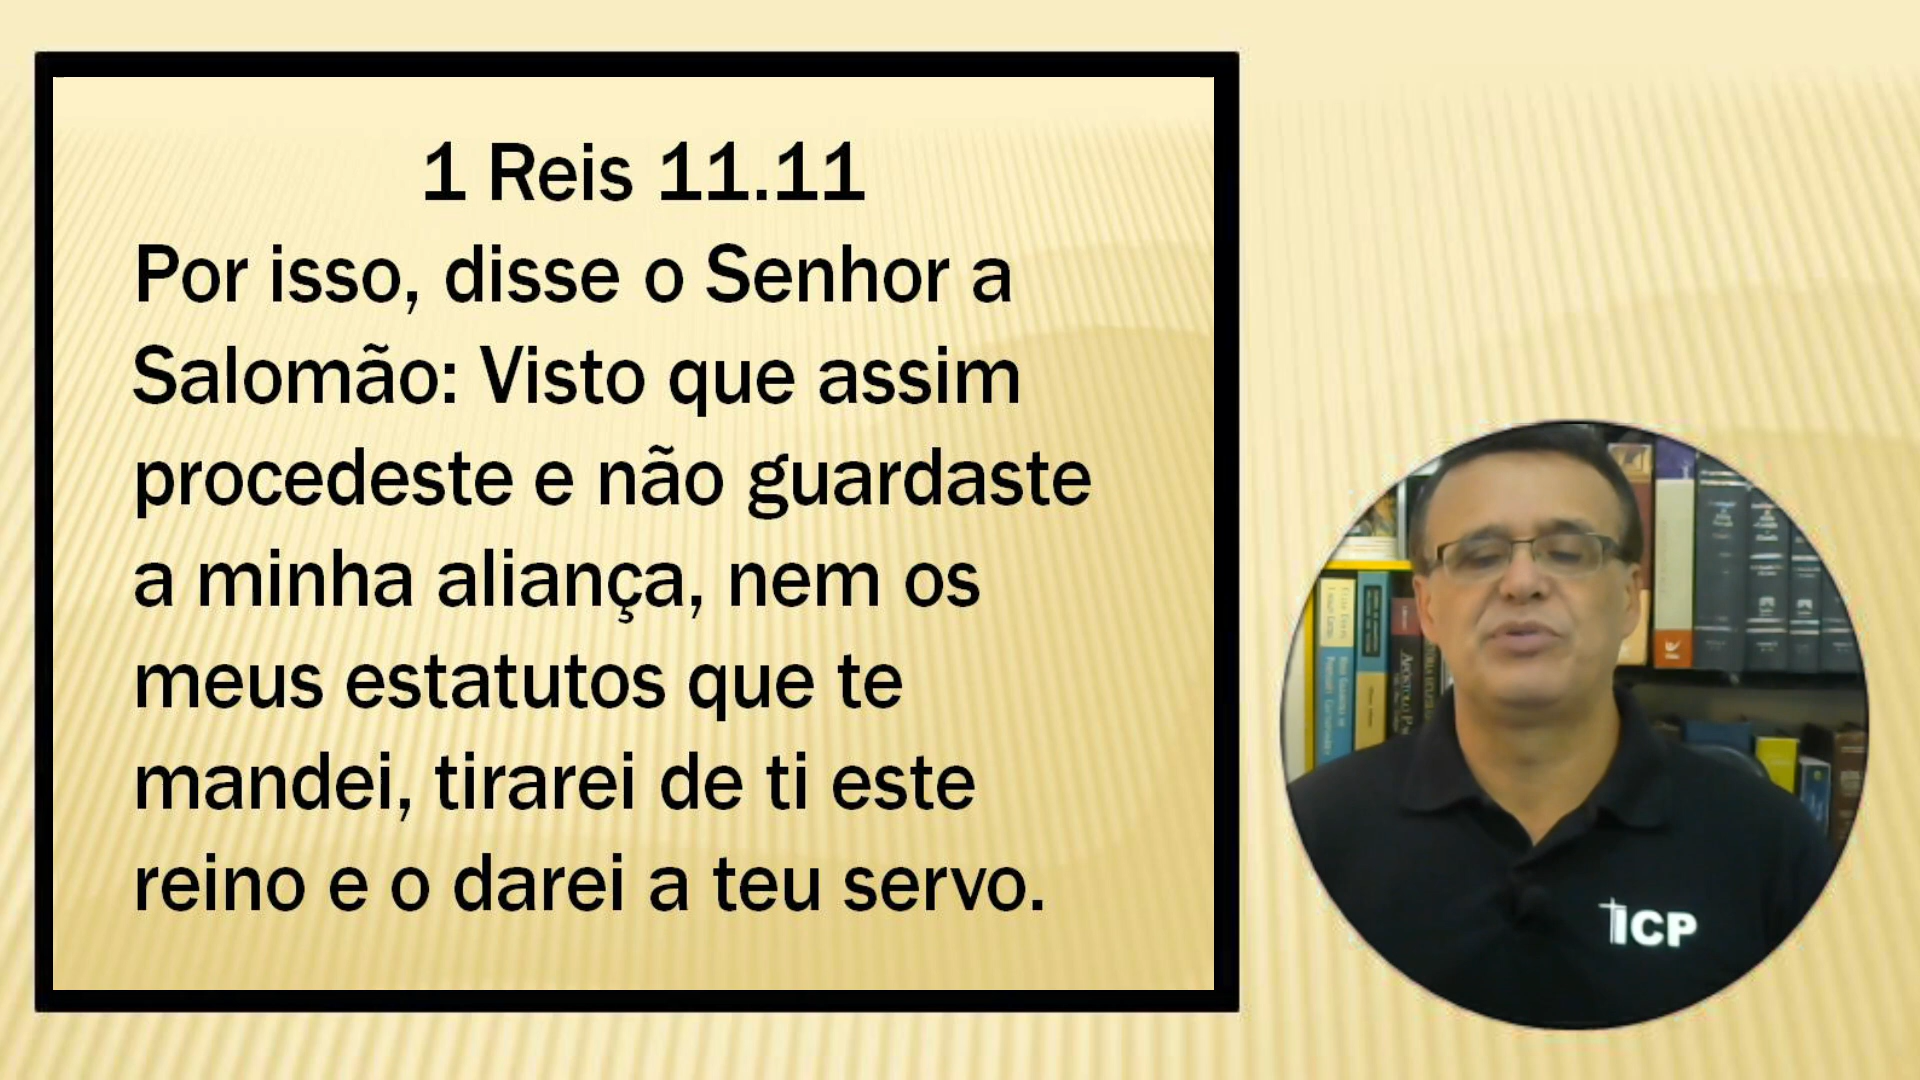 1 Reis 11.11
Por isso, disse o Senhor a
Salomão: Visto que assim
procedeste e não guardaste
a minha aliança, nem os
meus estatutos que te
mandei, tirarei de ti este
reino e o darei a teu servo.
ICP